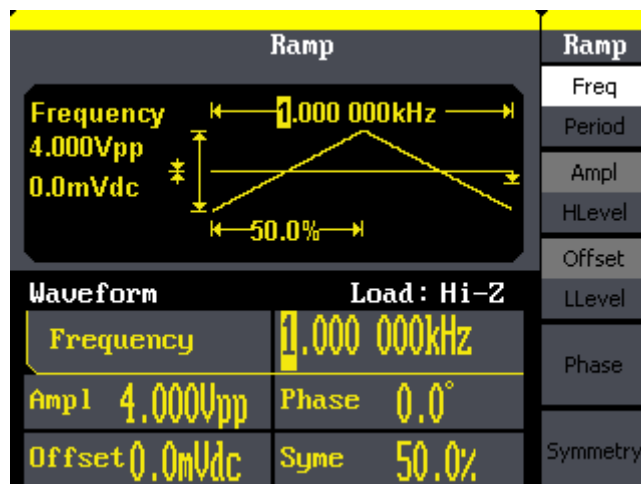 Ramp
Frequency
1.000 000kHz
4.000Vpp
0.0mVdc
50.0%
Waveform
Load: Hi-Z
Frequency
1.000 000kHz
Ampl 4.000Vpp
Phase 0.0°
Offset 0.0mVdc
Syme 50.0%
Ramp
Freq
Period
Ampl
HLevel
Offset
LLevel
Phase
Symmetry